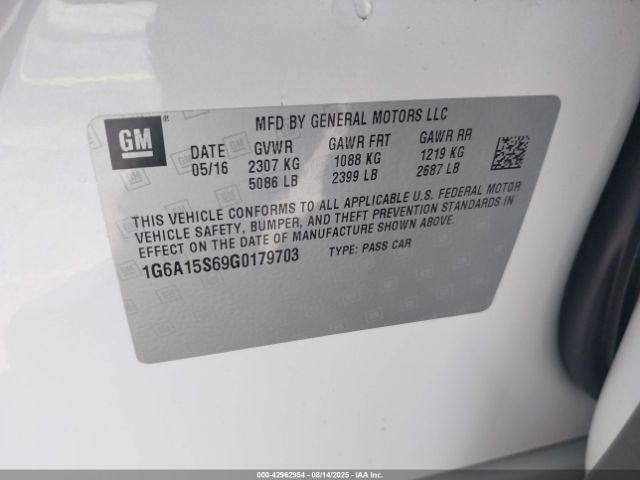 GM®
MFD BY GENERAL MOTORS LLC
DATE GVWR GAWR FRT GAWR RR
05/16 2307 KG 1088 KG 1219 KG
5086 LB 2399 LB 2687 LB
THIS VEHICLE CONFORMS TO ALL APPLICABLE U.S. FEDERAL MOTOR
VEHICLE SAFETY, BUMPER, AND THEFT PREVENTION STANDARDS IN
EFFECT ON THE DATE OF MANUFACTURE SHOWN ABOVE.
1G6A15S69G0179703 TYPE: PASS CAR
000-42962954 - 08/14/2025 - IAAI.COM